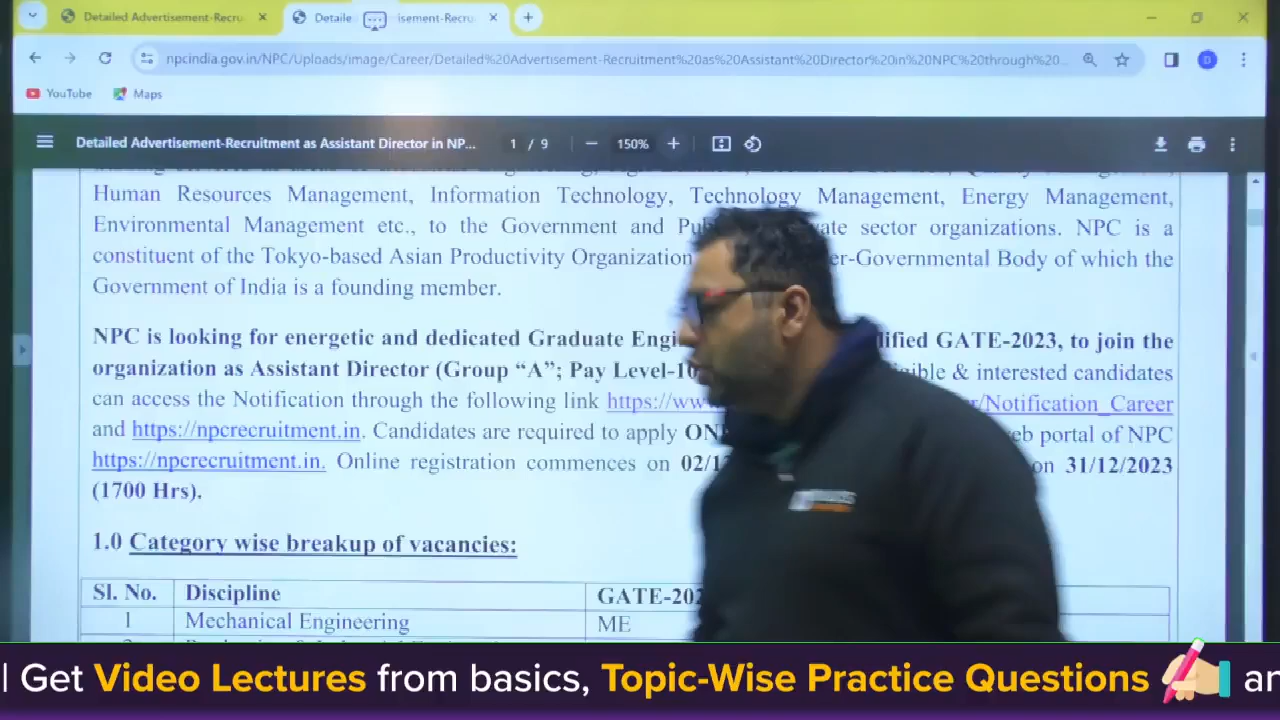 Detailed Advertisement-Recru
Detaile
isement-Recru
npcindia.gov.in/NPC/Uploads/image/Career/Detailed%20Advertisement-Recruitment%20as%20Assistant%20Director%20in%20NPC%20through%20...
YouTube
Maps
Detailed Advertisement-Recruitment as Assistant Director in NP...
1 / 9
150%
Human Resources Management, Information Technology, Technology Management, Energy Management,
Environmental Management etc., to the Government and Pu ate sector organizations. NPC is a
constituent of the Tokyo-based Asian Productivity Organization er-Governmental Body of which the
Government of India is a founding member.
NPC is looking for energetic and dedicated Graduate Engi lified GATE-2023, to join the
organization as Assistant Director (Group “A”; Pay Level-10 gible & interested candidates
can access the Notification through the following link https://ww r/Notification_Career
and https://npcrecruitment.in. Candidates are required to apply ON eb portal of NPC
https://npcrecruitment.in. Online registration commences on 02/1 on 31/12/2023
(1700 Hrs).
1.0 Category wise breakup of vacancies:
Sl. No. Discipline GATE-202
1 Mechanical Engineering ME
Get Video Lectures from basics, Topic-Wise Practice Questions an